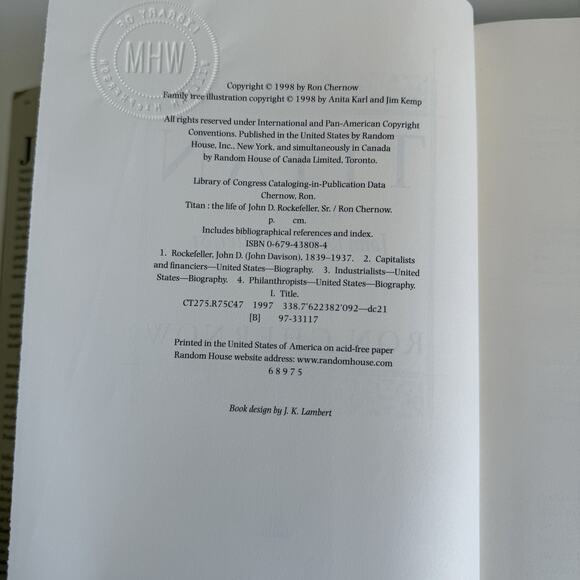 LIBRARY OF
MHW
Copyright © 1998 by Ron Chernow
Family tree illustration copyright © 1998 by Anita Karl and Jim Kemp
All rights reserved under International and Pan-American Copyright
Conventions. Published in the United States by Random
House, Inc., New York, and simultaneously in Canada
by Random House of Canada Limited, Toronto.
Library of Congress Cataloging-in-Publication Data
Chernow, Ron.
Titan : the life of John D. Rockefeller, Sr. / Ron Chernow.
p. cm.
Includes bibliographical references and index.
ISBN 0-679-43808-4
1. Rockefeller, John D. (John Davison), 1839–1937. 2. Capitalists
and financiers—United States—Biography. 3. Industrialists—United
States—Biography. 4. Philanthropists—United States—Biography.
I. Title.
CT275.R75C47 1997 338.7'622382'092—dc21
[B] 97-33117
Printed in the United States of America on acid-free paper
Random House website address: www.randomhouse.com
6 8 9 7 5
Book design by J. K. Lambert